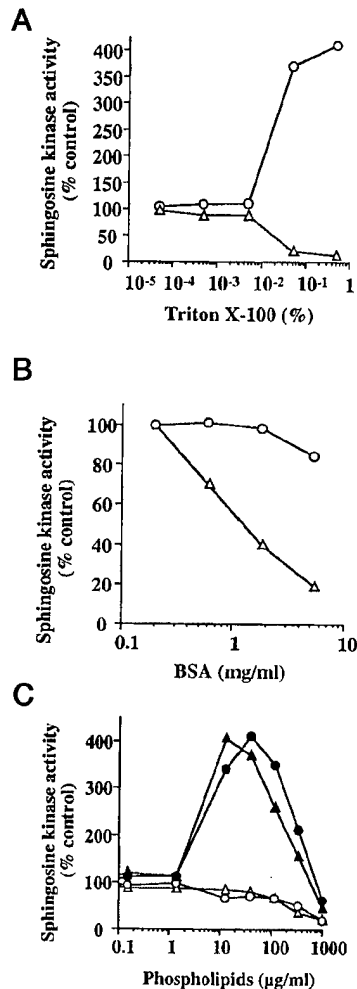 A
Sphingosine kinase activity
(% control)
400
350
300
250
200
150
100
50
0
10-5 10-4 10-3 10-2 10-1 1
Triton X-100 (%)
B
Sphingosine kinase activity
(% control)
100
80
60
40
20
0
0.1 1 10
BSA (mg/ml)
C
Sphingosine kinase activity
(% control)
400
300
200
100
0
0.1 1 10 100 1000
Phospholipids (µg/ml)